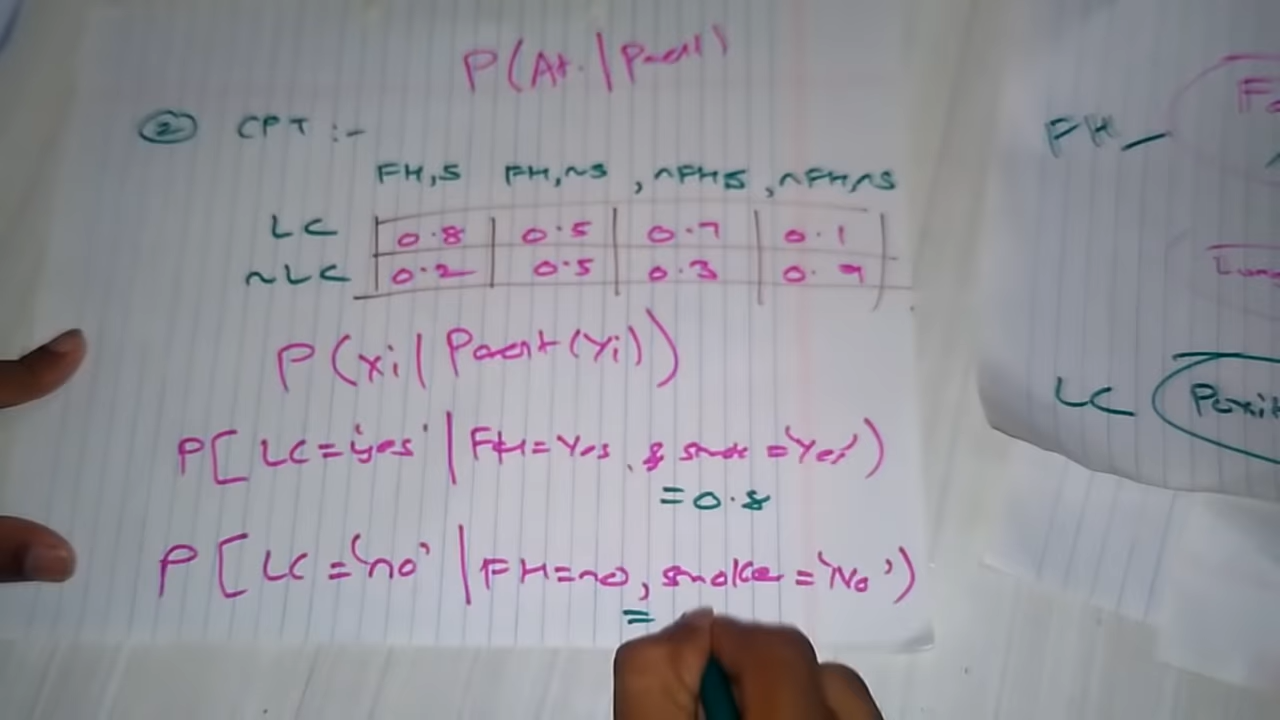 P(At. | Parent)
② CPT :-
FH,S FH,~S , ~FHS , ~FH,~S
LC 0.8 0.5 0.7 0.1
~LC 0.2 0.5 0.3 0.9
P(xi | Parent(Yi))
P[LC='yes' | FH=Yes & smoke='Yes')
=0.8
P[LC='no' | FH=no, smoker='No')
=
FH
LC